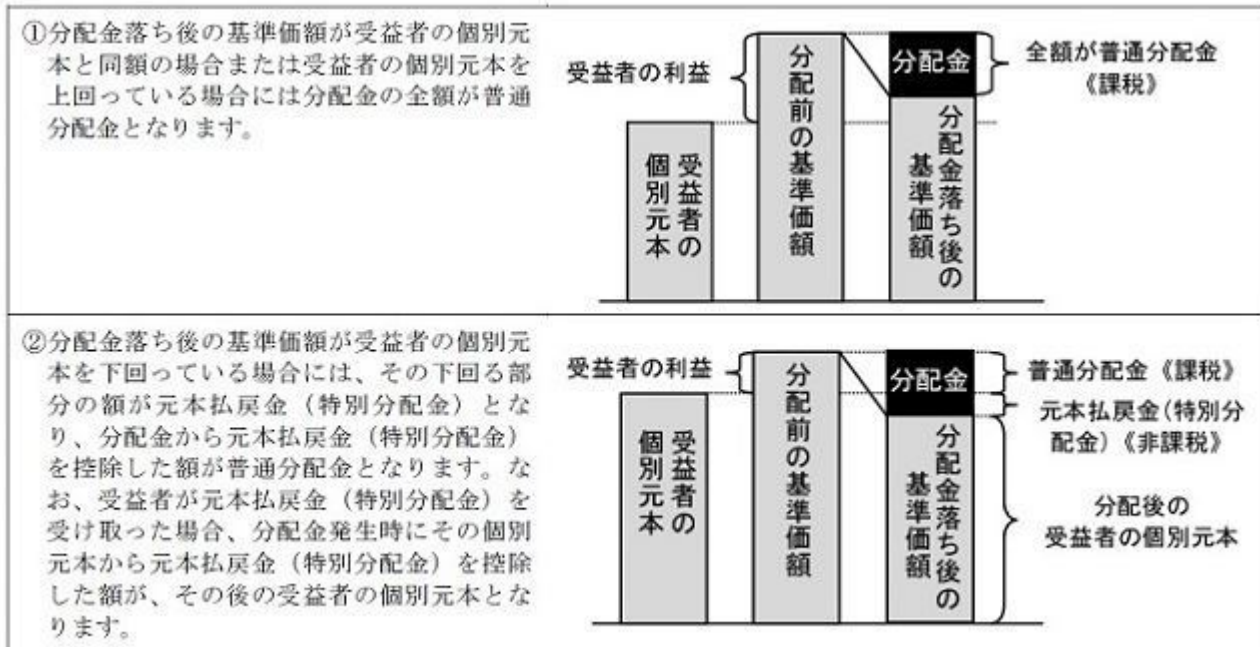 ①分配金落ち後の基準価額が受益者の個別元
本と同額の場合または受益者の個別元本を
上回っている場合には分配金の全額が普通
分配金となります。
受益者の利益
受益者の
個別元本
分配前の基準価額
分配金
分配金落ち後の
基準価額
全額が普通分配金
《課税》
②分配金落ち後の基準価額が受益者の個別元
本を下回っている場合には、その下回る部
分の額が元本払戻金（特別分配金）とな
り、分配金から元本払戻金（特別分配金）
を控除した額が普通分配金となります。な
お、受益者が元本払戻金（特別分配金）を
受け取った場合、分配金発生時にその個別
元本から元本払戻金（特別分配金）を控除
した額が、その後の受益者の個別元本とな
ります。
受益者の利益
受益者の
個別元本
分配前の基準価額
分配金
分配金落ち後の
基準価額
普通分配金《課税》
元本払戻金（特別分
配金）《非課税》
分配後の
受益者の個別元本